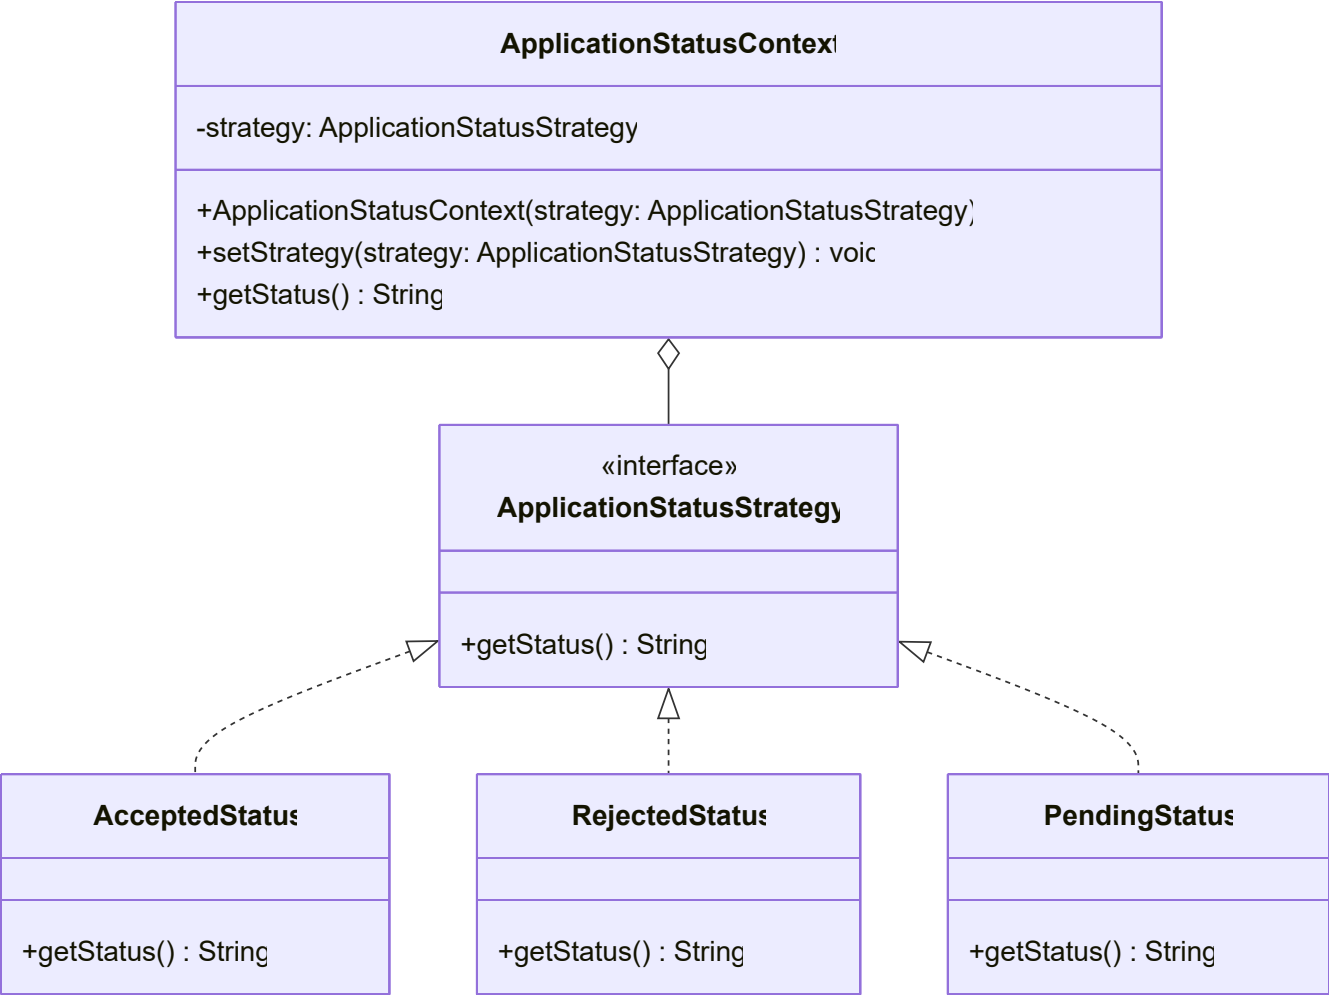 ApplicationStatusContext
-strategy: ApplicationStatusStrategy
+ApplicationStatusContext(strategy: ApplicationStatusStrategy)
+setStrategy(strategy: ApplicationStatusStrategy) : void
+getStatus() : String
«interface»
ApplicationStatusStrategy
+getStatus() : String
AcceptedStatus
RejectedStatus
PendingStatus
+getStatus() : String
+getStatus() : String
+getStatus() : String